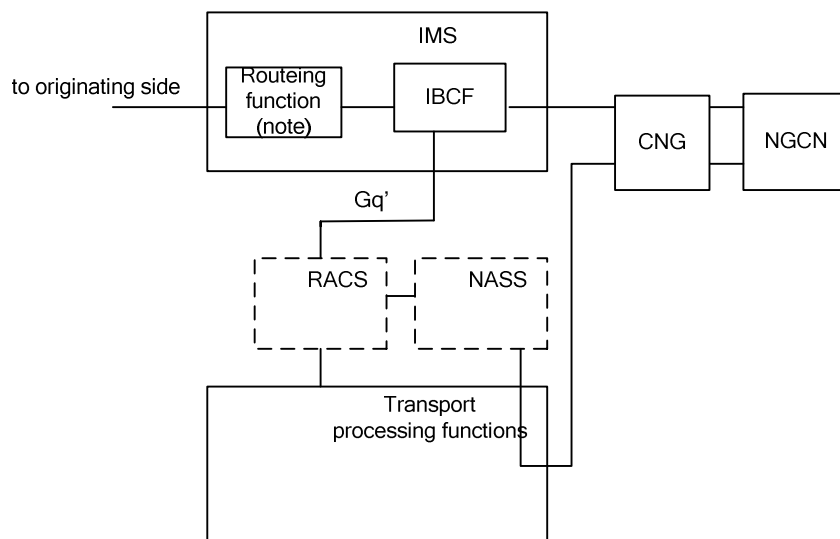 IMS
to originating side
Routeing
function
(note)
IBCF
CNG
NGCN
Gq’
RACS
NASS
Transport
processing functions